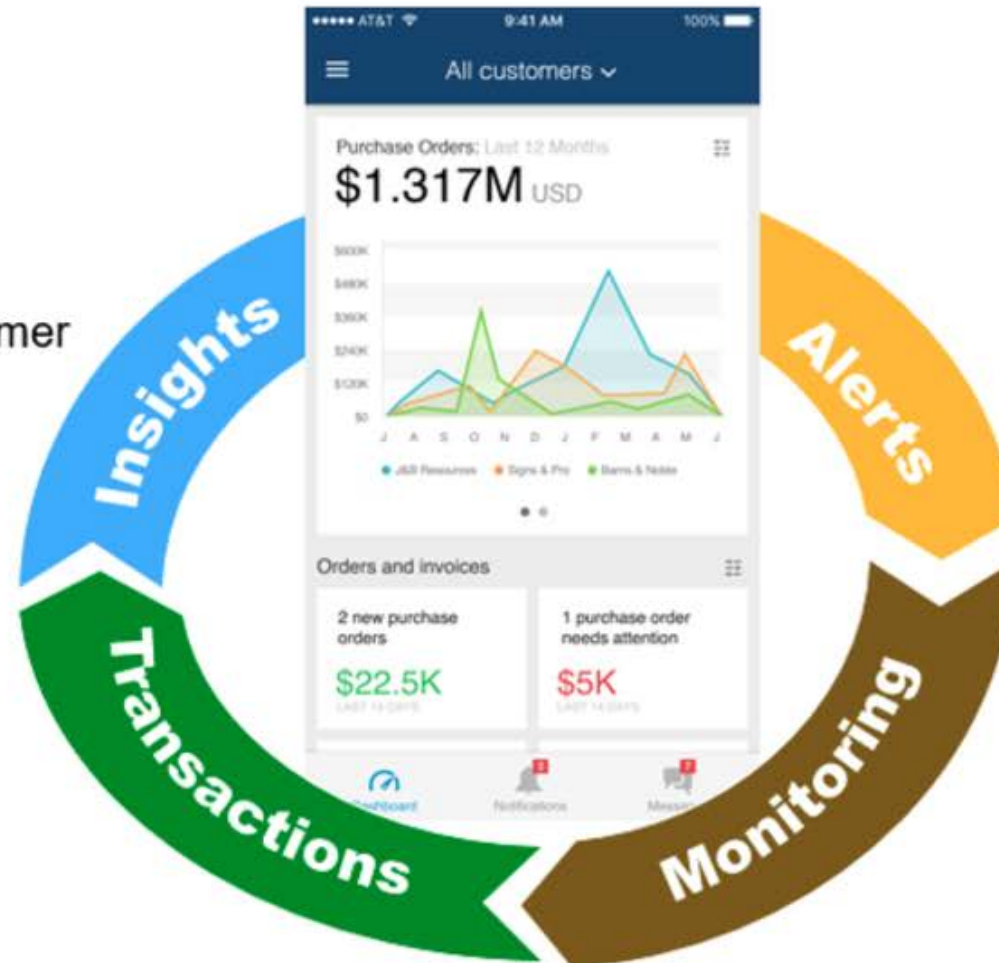 AT&T 9:41 AM 100%
All customers
Purchase Orders: Last 12 Months
$1.317M USD
$600K
$480K
$360K
$240K
$120K
$0
J A S O N D J F M A M J
J&B Resources Signs & Pro Barns & Noble
Orders and invoices
2 new purchase
orders
$22.5K
LAST 14 DAYS
1 purchase order
needs attention
$5K
LAST 14 DAYS
Dashboard Notifications
mer
Insights
Alerts
Monitoring
Transactions